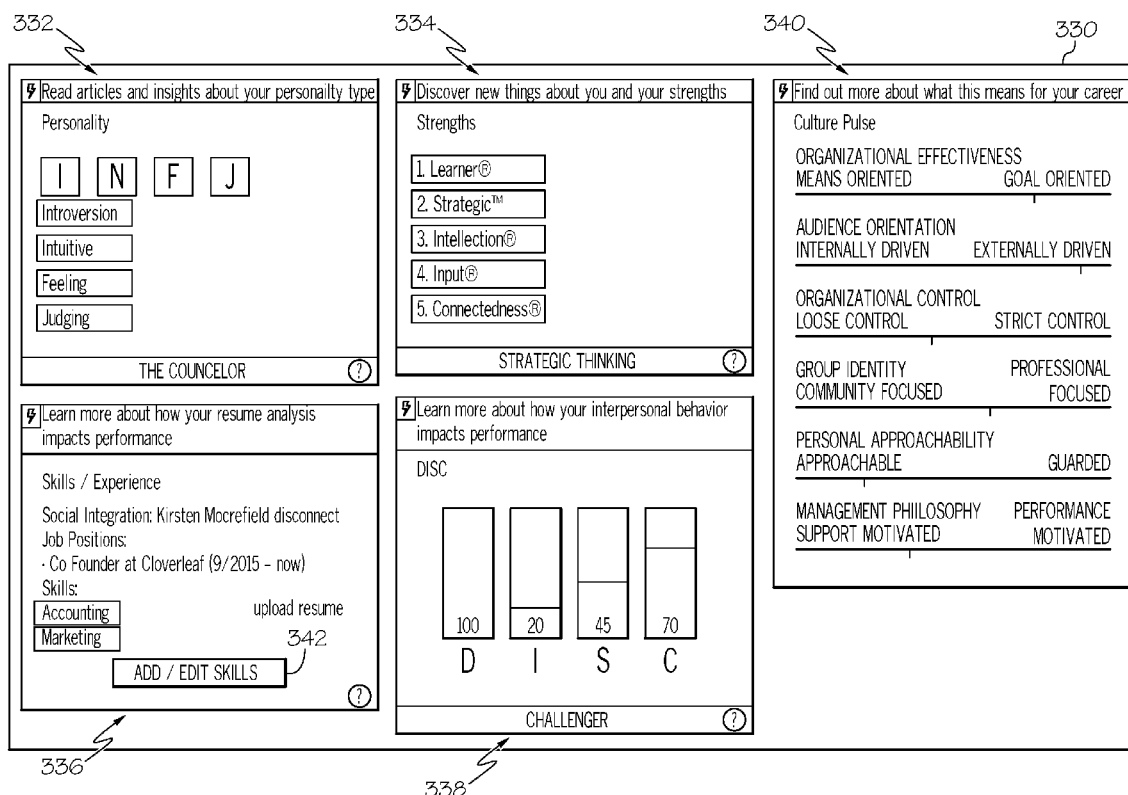 332
334
340
330
Read articles and insights about your personailty type
Personality
I N F J
Introversion
Intuitive
Feeling
Judging
THE COUNCELOR ?
Discover new things about you and your strengths
Strengths
1. Learner®
2. Strategic™
3. Intellection®
4. Input®
5. Connectedness®
STRATEGIC THINKING ?
Find out more about what this means for your career
Culture Pulse
ORGANIZATIONAL EFFECTIVENESS
MEANS ORIENTED GOAL ORIENTED
AUDIENCE ORIENTATION
INTERNALLY DRIVEN EXTERNALLY DRIVEN
ORGANIZATIONAL CONTROL
LOOSE CONTROL STRICT CONTROL
GROUP IDENTITY PROFESSIONAL
COMMUNITY FOCUSED FOCUSED
PERSONAL APPROACHABILITY
APPROACHABLE GUARDED
MANAGEMENT PHIILOSOPHY PERFORMANCE
SUPPORT MOTIVATED MOTIVATED
Learn more about how your resume analysis
impacts performance
Skills / Experience
Social Integration: Kirsten Mocrefield disconnect
Job Positions:
· Co Founder at Cloverleaf (9/2015 – now)
Skills:
Accounting
Marketing
upload resume
342
ADD / EDIT SKILLS
?
Learn more about how your interpersonal behavior
impacts performance
DISC
100 20 45 70
D I S C
CHALLENGER ?
336
338